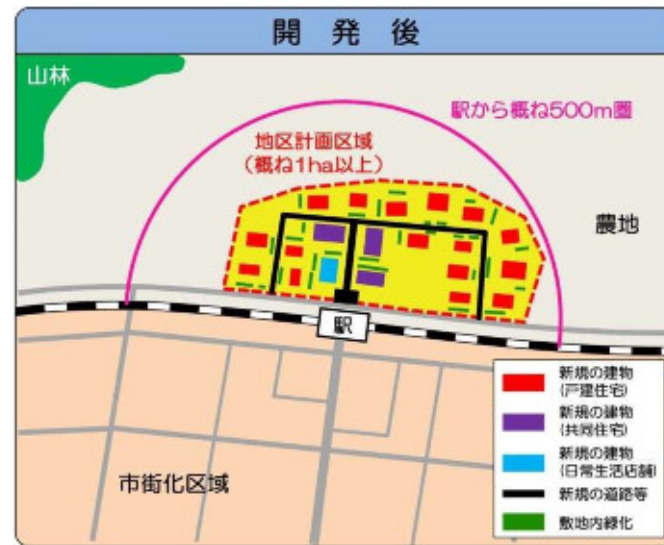 開発後
山林
駅から概ね500m圏
地区計画区域
(概ね1ha以上)
農地
駅
市街化区域
新規の建物
(戸建住宅)
新規の建物
(共同住宅)
新規の建物
(日常生活店舗)
新規の道路等
敷地内緑化